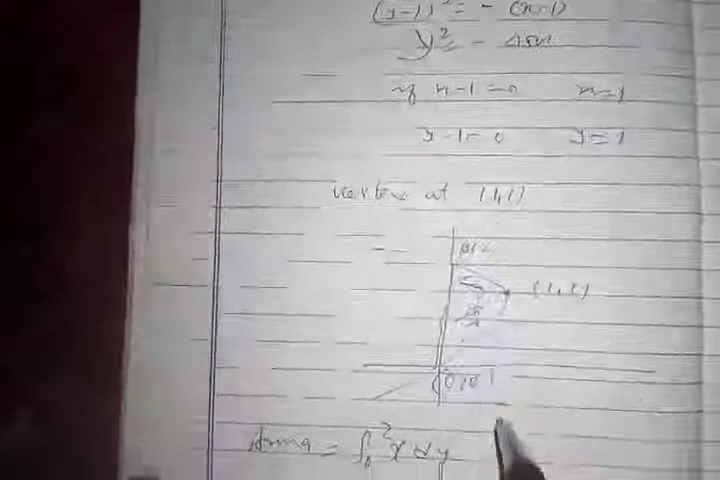 (y-1)² = - (x-1)
y² = - 4ax
if x-1=0 x=1
y-1=0 y=1
vertex at (1,1)
(1,1)
(0,0)
Area = ∫₀² x dy